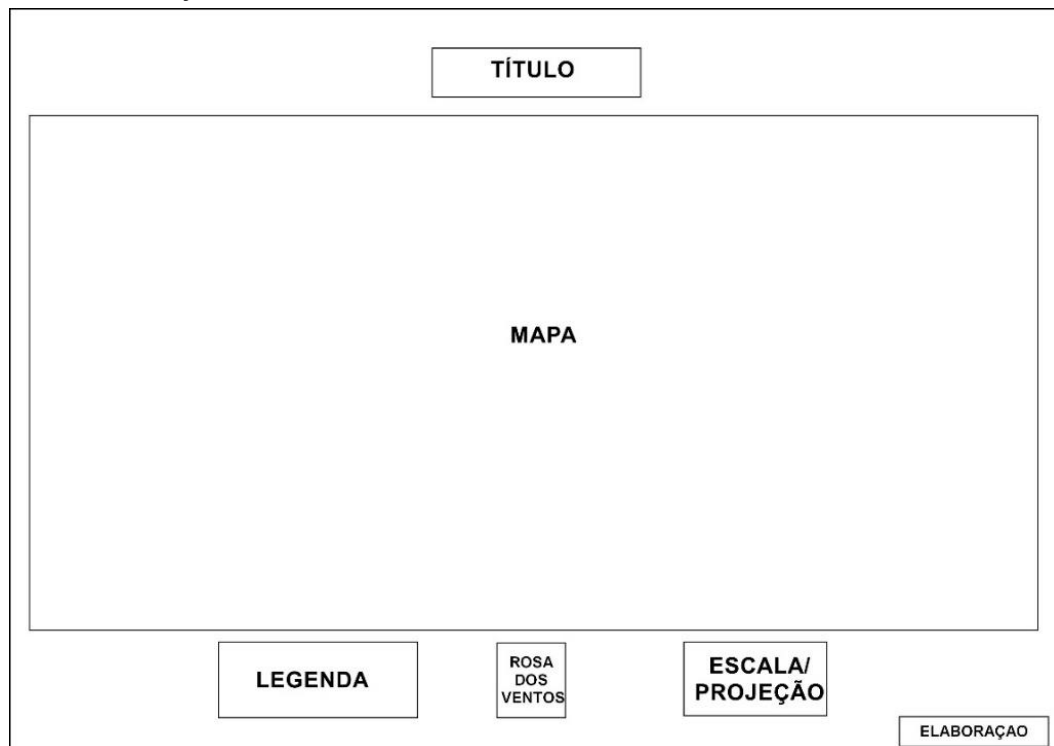 TÍTULO
MAPA
LEGENDA
ROSA
DOS
VENTOS
ESCALA/
PROJEÇÃO
ELABORAÇAO